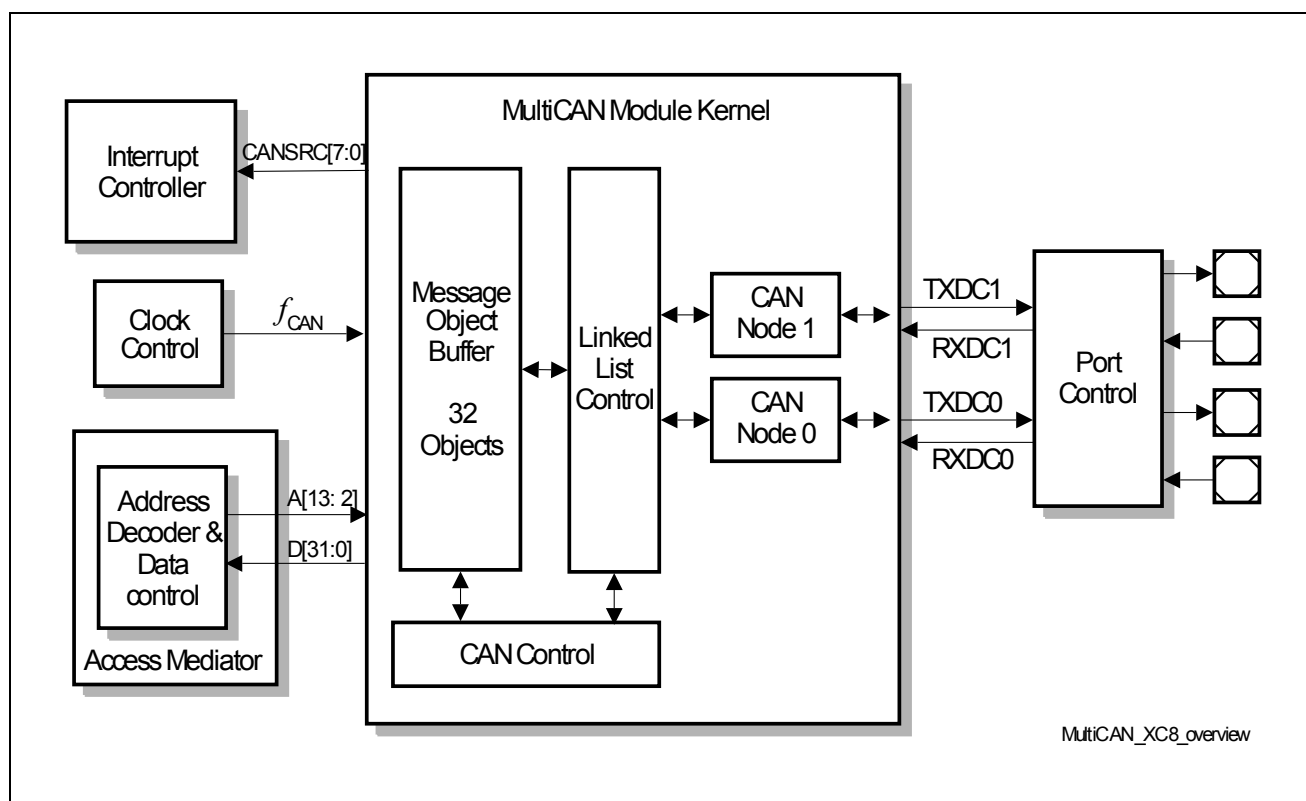 MultiCAN Module Kernel
Interrupt
Controller
CANSRC[7:0]
Clock
Control
fCAN
Address
Decoder &
Data
control
A[13: 2]
D[31:0]
Access Mediator
Message
Object
Buffer
32
Objects
Linked
List
Control
CAN
Node 1
CAN
Node 0
CAN Control
TXDC1
RXDC1
TXDC0
RXDC0
Port
Control
MultiCAN_XC8_overview